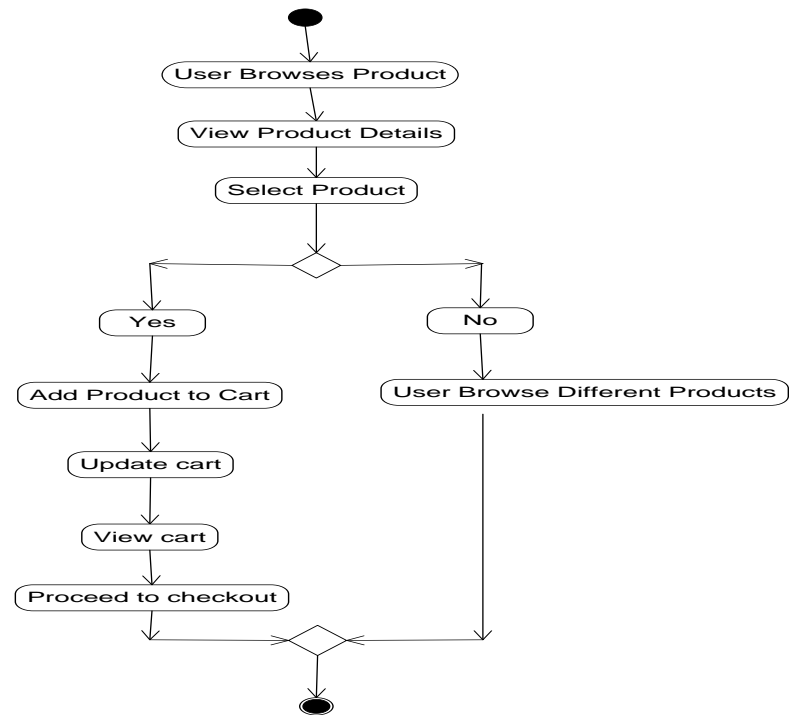 User Browses Product
View Product Details
Select Product
Yes
No
Add Product to Cart
User Browse Different Products
Update cart
View cart
Proceed to checkout